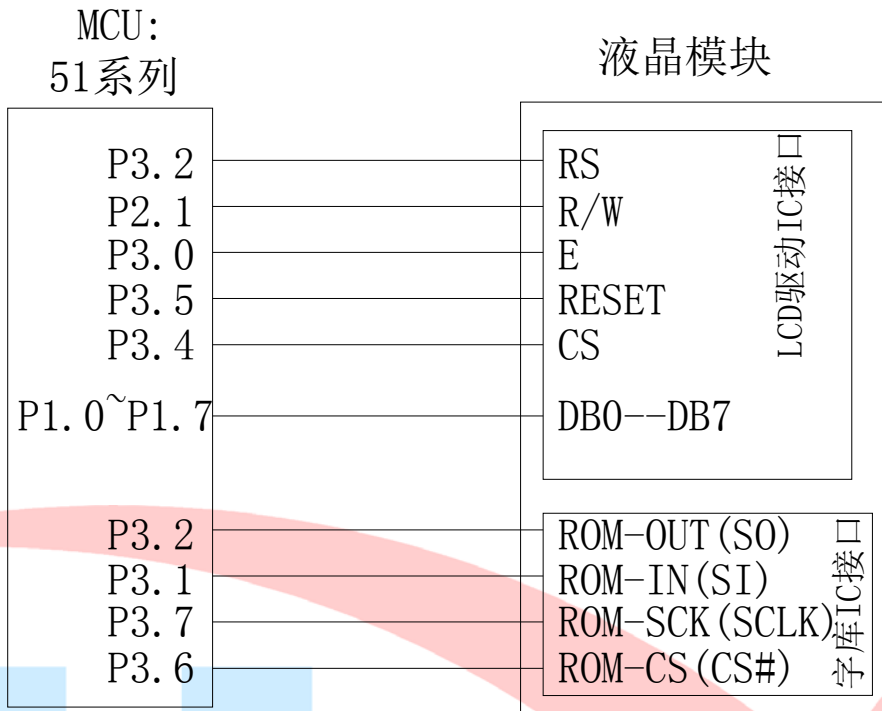 MCU:
51系列
液晶模块
P3.2
P2.1
P3.0
P3.5
P3.4
P1.0~P1.7
P3.2
P3.1
P3.7
P3.6
RS
R/W
E
RESET
CS
DB0--DB7
LCD驱动IC接口
ROM-OUT(SO)
ROM-IN(SI)
ROM-SCK(SCLK)
ROM-CS(CS#)
字库IC接口